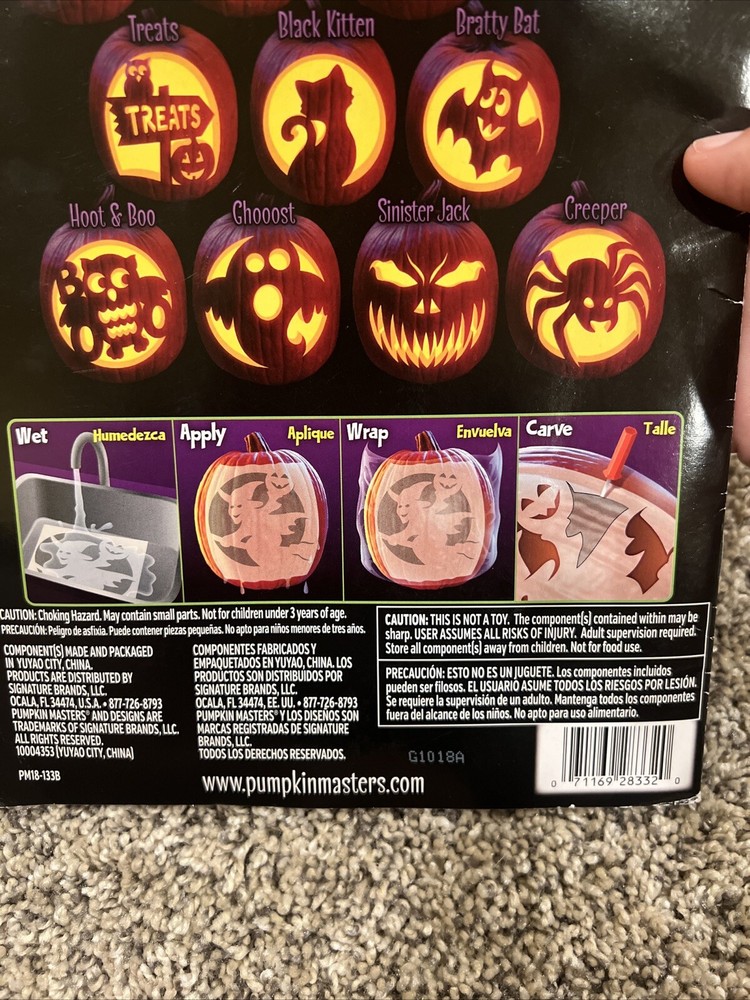 Treats
Black Kitten
Bratty Bat
TREATS
Hoot & Boo
Ghooost
Sinister Jack
Creeper
BOO
Wet Humedezca
Apply Aplique
Wrap Envuelva
Carve Talle
CAUTION: Choking Hazard. May contain small parts. Not for children under 3 years of age.
PRECAUCIÓN: Peligro de asfixia. Puede contener piezas pequeñas. No apto para niños menores de tres años.
COMPONENT(S) MADE AND PACKAGED
IN YUYAO CITY, CHINA.
PRODUCTS ARE DISTRIBUTED BY
SIGNATURE BRANDS, LLC.
OCALA, FL 34474, U.S.A. • 877-726-8793
PUMPKIN MASTERS® AND DESIGNS ARE
TRADEMARKS OF SIGNATURE BRANDS, LLC.
ALL RIGHTS RESERVED.
10004353 (YUYAO CITY, CHINA)
PM18-133B
COMPONENTES FABRICADOS Y
EMPAQUETADOS EN YUYAO, CHINA. LOS
PRODUCTOS SON DISTRIBUIDOS POR
SIGNATURE BRANDS, LLC.
OCALA, FL 34474, EE. UU. • 877-726-8793
PUMPKIN MASTERS® Y LOS DISEÑOS SON
MARCAS REGISTRADAS DE SIGNATURE
BRANDS, LLC.
TODOS LOS DERECHOS RESERVADOS.
CAUTION: THIS IS NOT A TOY. The component(s) contained within may be
sharp. USER ASSUMES ALL RISKS OF INJURY. Adult supervision required.
Store all component(s) away from children. Not for food use.
PRECAUCIÓN: ESTO NO ES UN JUGUETE. Los componentes incluidos
pueden ser filosos. EL USUARIO ASUME TODOS LOS RIESGOS POR LESIÓN.
Se requiere la supervisión de un adulto. Mantenga todos los componentes
fuera del alcance de los niños. No apto para uso alimentario.
G1018A
www.pumpkinmasters.com
0 71169 28332 0